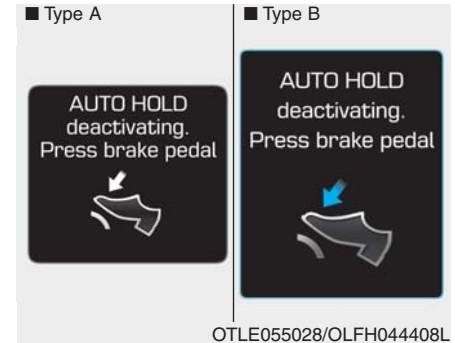 ■ Type A
■ Type B
AUTO HOLD
deactivating.
Press brake pedal
AUTO HOLD
deactivating.
Press brake pedal
OTLE055028/OLFH044408L